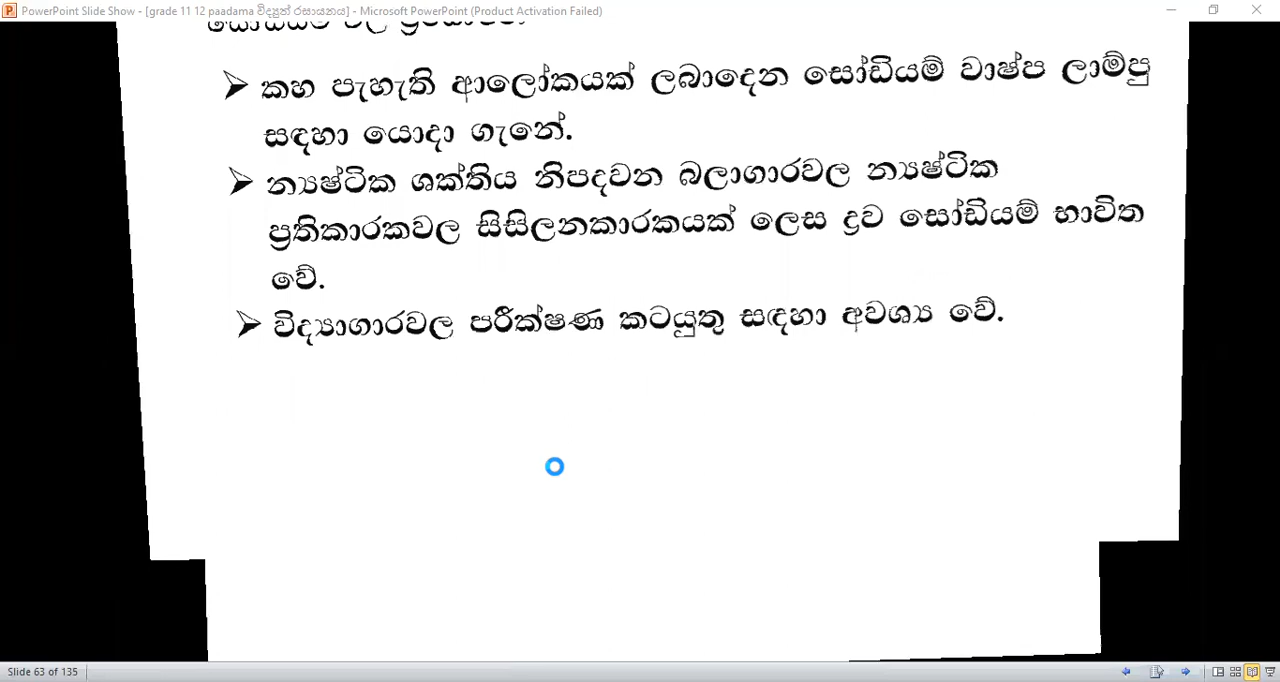 PowerPoint Slide Show - [grade 11 12 paadama විද්‍යුත් රසායනය] - Microsoft PowerPoint (Product Activation Failed)
සෝඩියම් වල
➢ කහ පැහැති ආලෝකයක් ලබාදෙන සෝඩියම් වාෂ්ප ලාම්පු
සඳහා යොදා ගැනේ.
➢ න්‍යෂ්ටික ශක්තිය නිපදවන බලාගාරවල න්‍යෂ්ටික
ප්‍රතිකාරකවල සිසිලනකාරකයක් ලෙස ද්‍රව සෝඩියම් භාවිත
වේ.
➢ විද්‍යාගාරවල පරීක්ෂණ කටයුතු සඳහා අවශ්‍ය වේ.
Slide 63 of 135